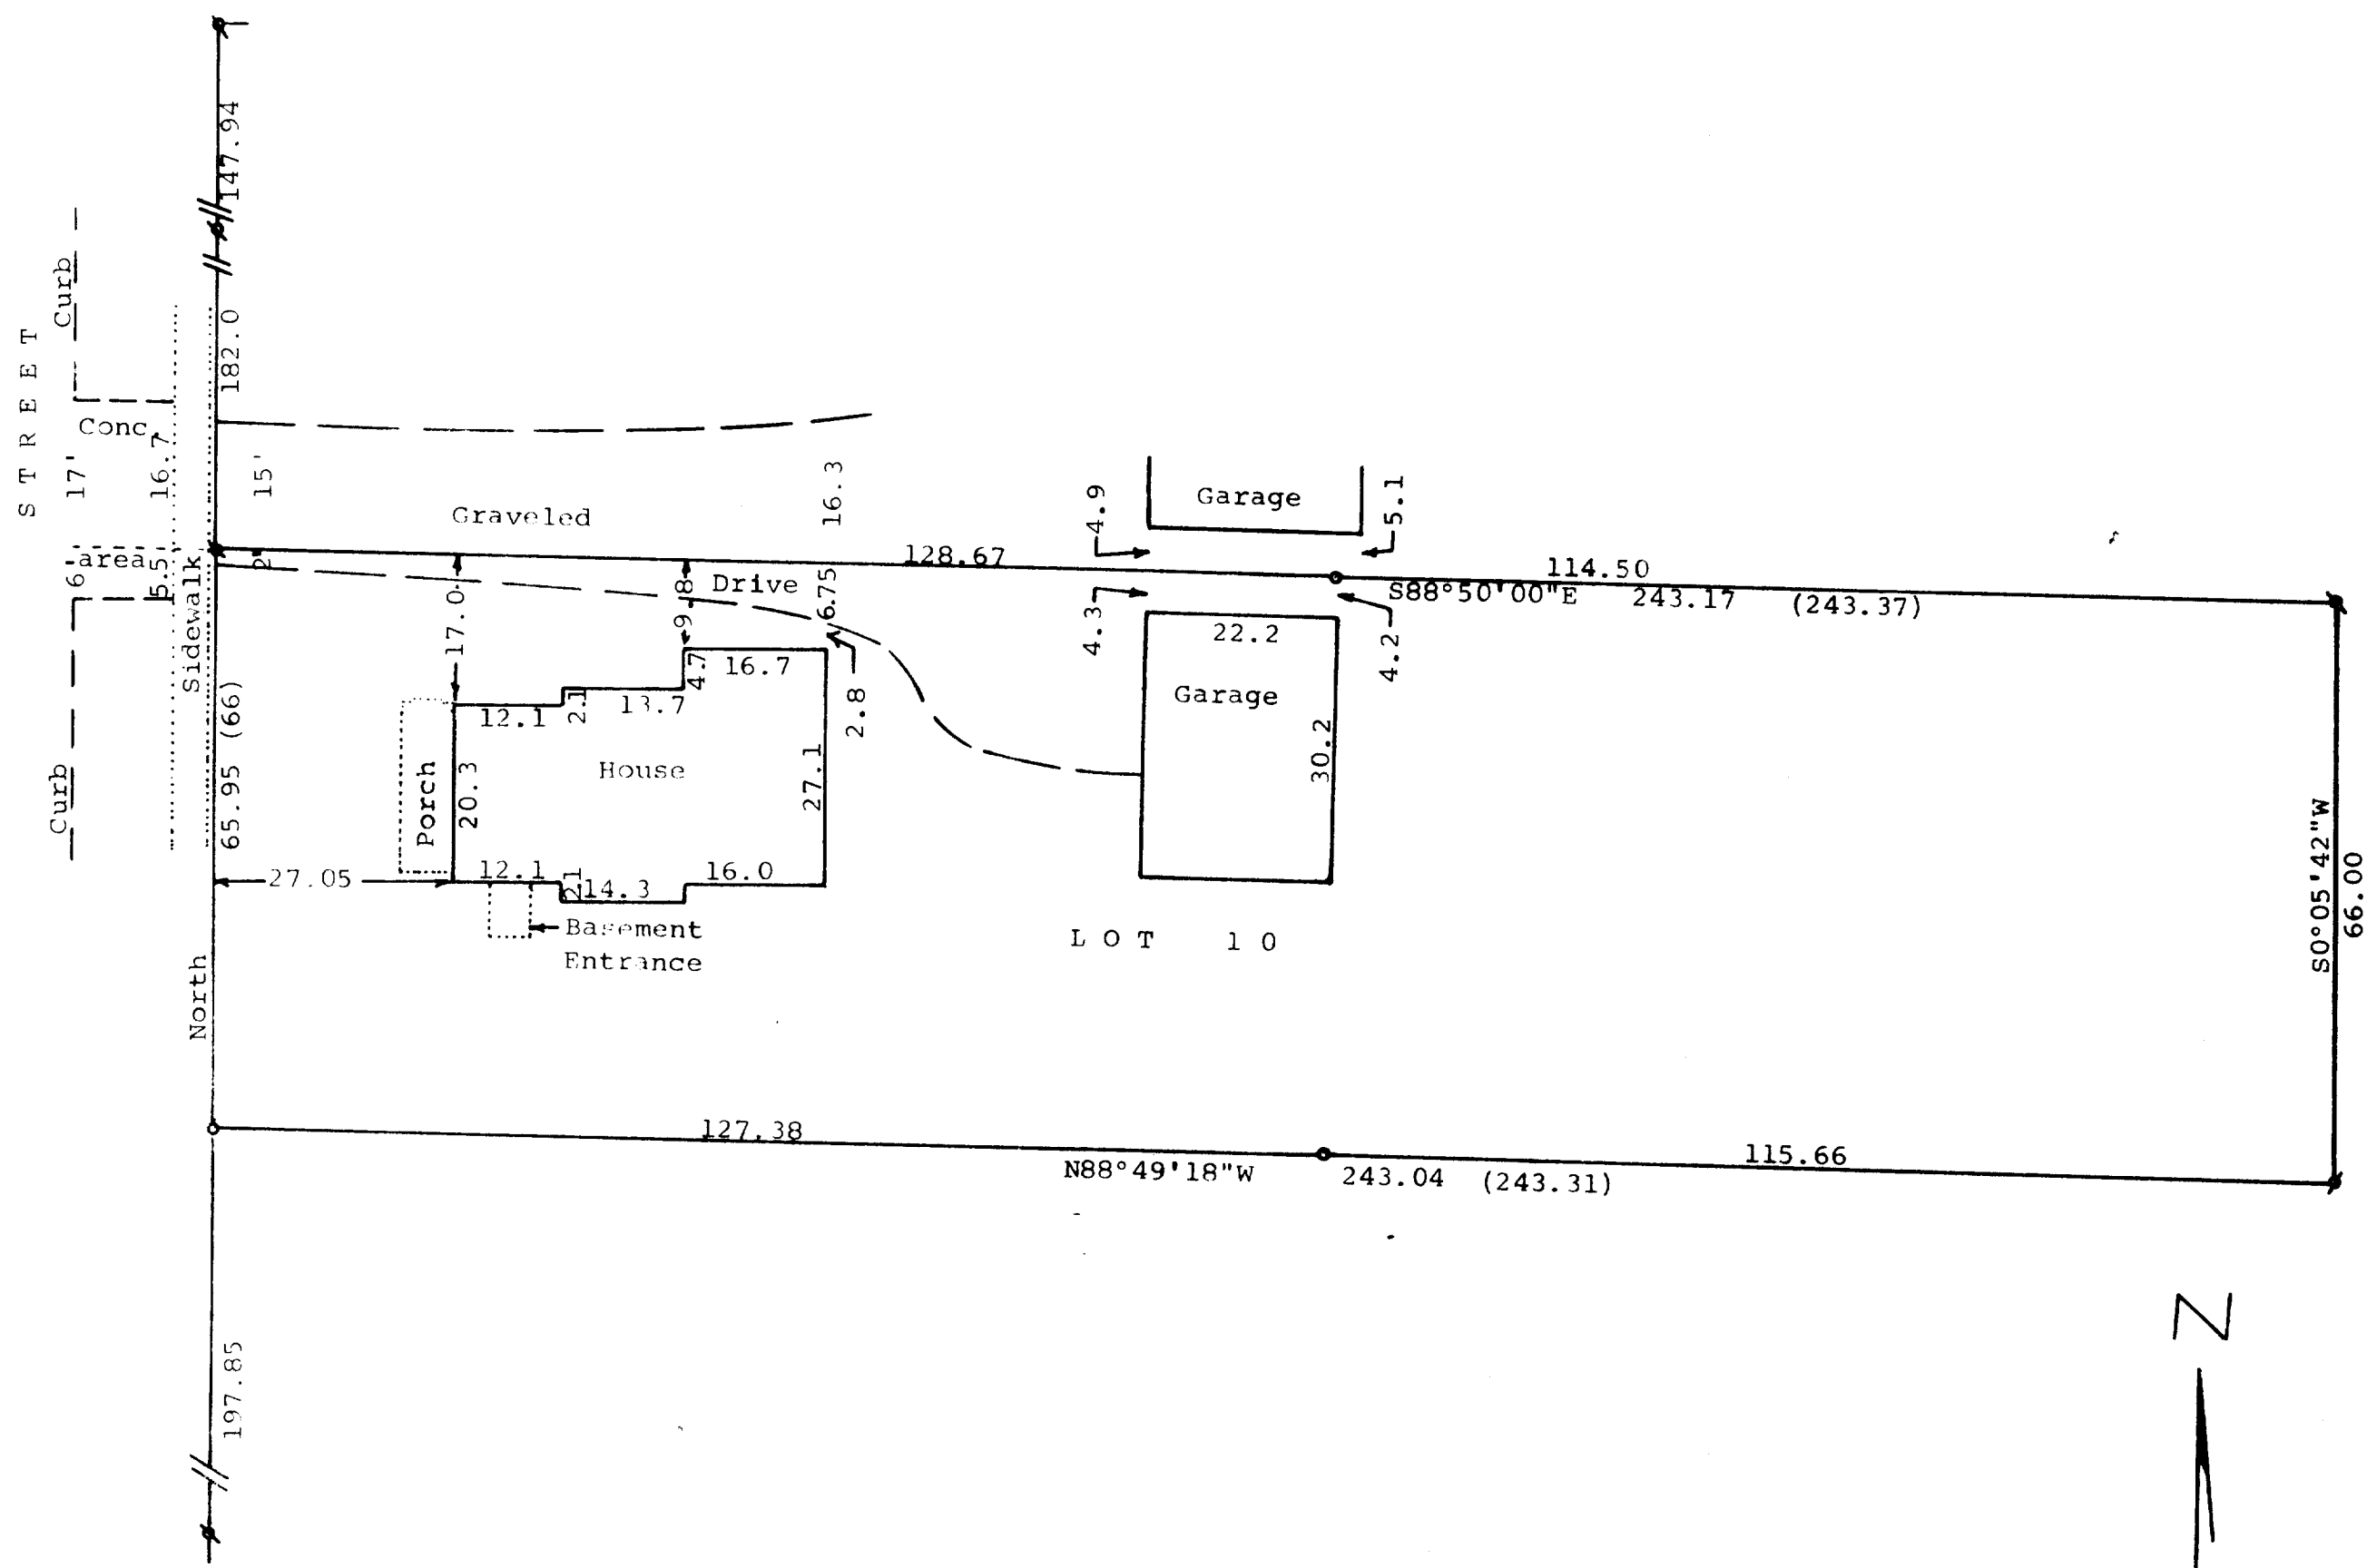 147.94
Curb
182.0
STREET
Conc.
17'
16.7
15'
16.3
Graveled
Garage
4.9
5.1
area
6'
5.5'
2'
Sidewalk
128.67
114.50
S88°50'00"E 243.17 (243.37)
Drive
17.0
9.8
6.75
2.8
4.3
4.2
22.2
Garage
30.2
16.7
4.7
13.7
2.1
12.1
House
27.1
Porch
20.3
Curb
65.95 (66)
27.05
12.1
2.1
14.3
16.0
Basement
Entrance
LOT 10
S0°05'42"W
66.00
North
127.38
115.66
N88°49'18"W 243.04 (243.31)
197.85
N